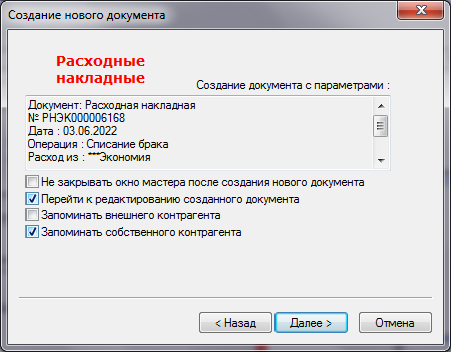 Создание нового документа
Расходные
накладные
Создание документа с параметрами :
Документ: Расходная накладная
№ РНЭК000006168
Дата : 03.06.2022
Операция : Списание брака
Расход из : ***Экономия
Не закрывать окно мастера после создания нового документа
Перейти к редактированию созданного документа
Запоминать внешнего контрагента
Запоминать собственного контрагента
< Назад
Далее >
Отмена